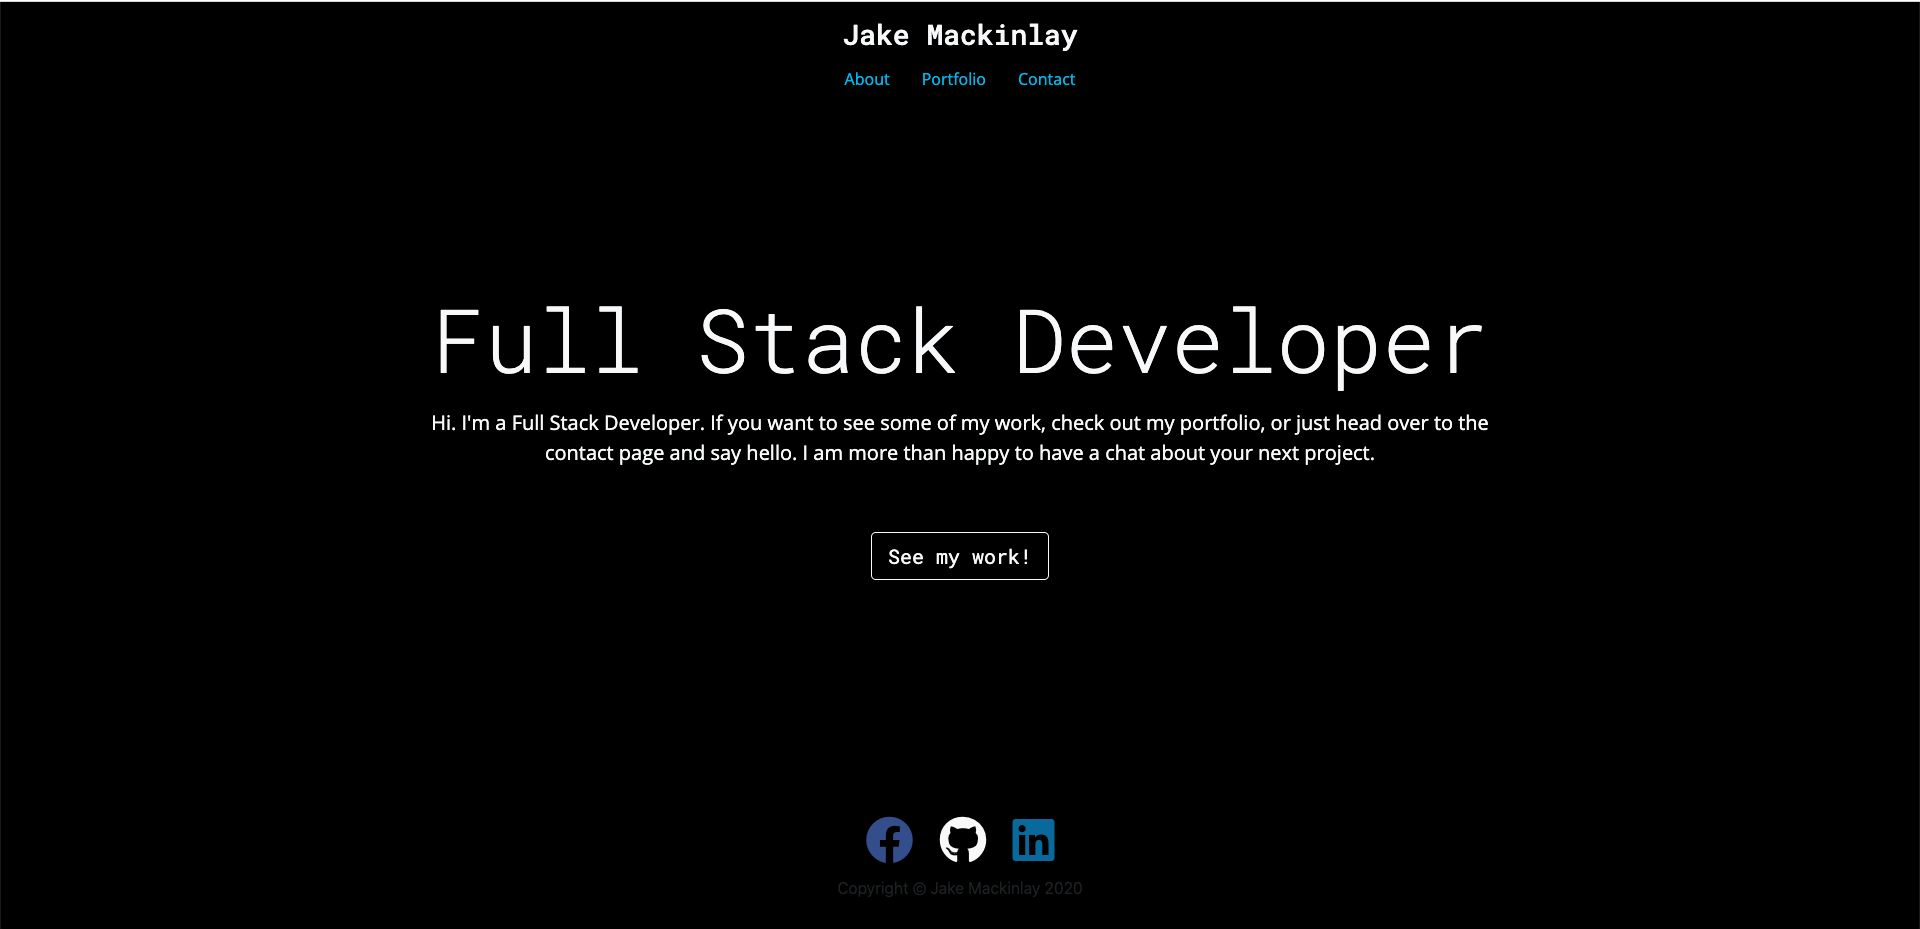 Jake Mackinlay
About Portfolio Contact
Full Stack Developer
Hi. I'm a Full Stack Developer. If you want to see some of my work, check out my portfolio, or just head over to the
contact page and say hello. I am more than happy to have a chat about your next project.
See my work!
Copyright © Jake Mackinlay 2020